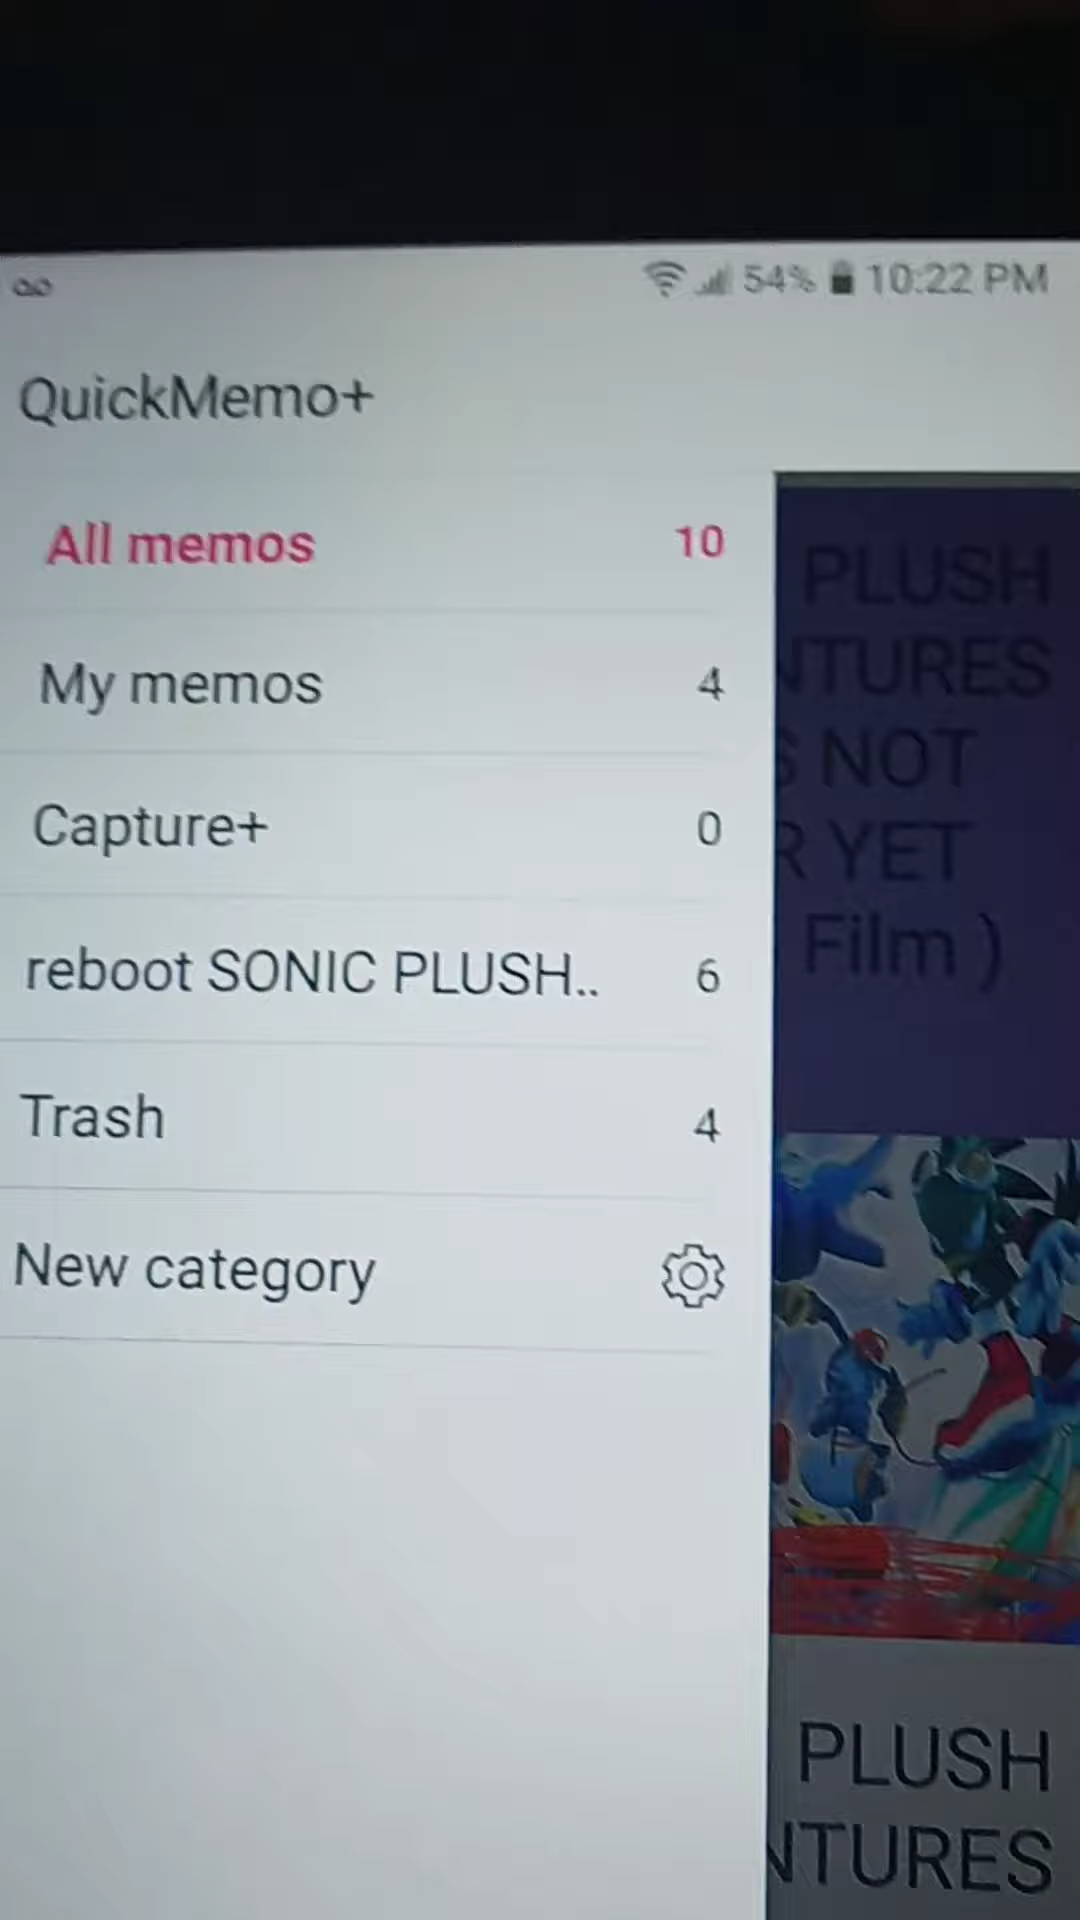 54% 10:22 PM
QuickMemo+
All memos 10
My memos 4
Capture+ 0
reboot SONIC PLUSH.. 6
Trash 4
New category
PLUSH
NTURES
S NOT
R YET
Film )
PLUSH
NTURES